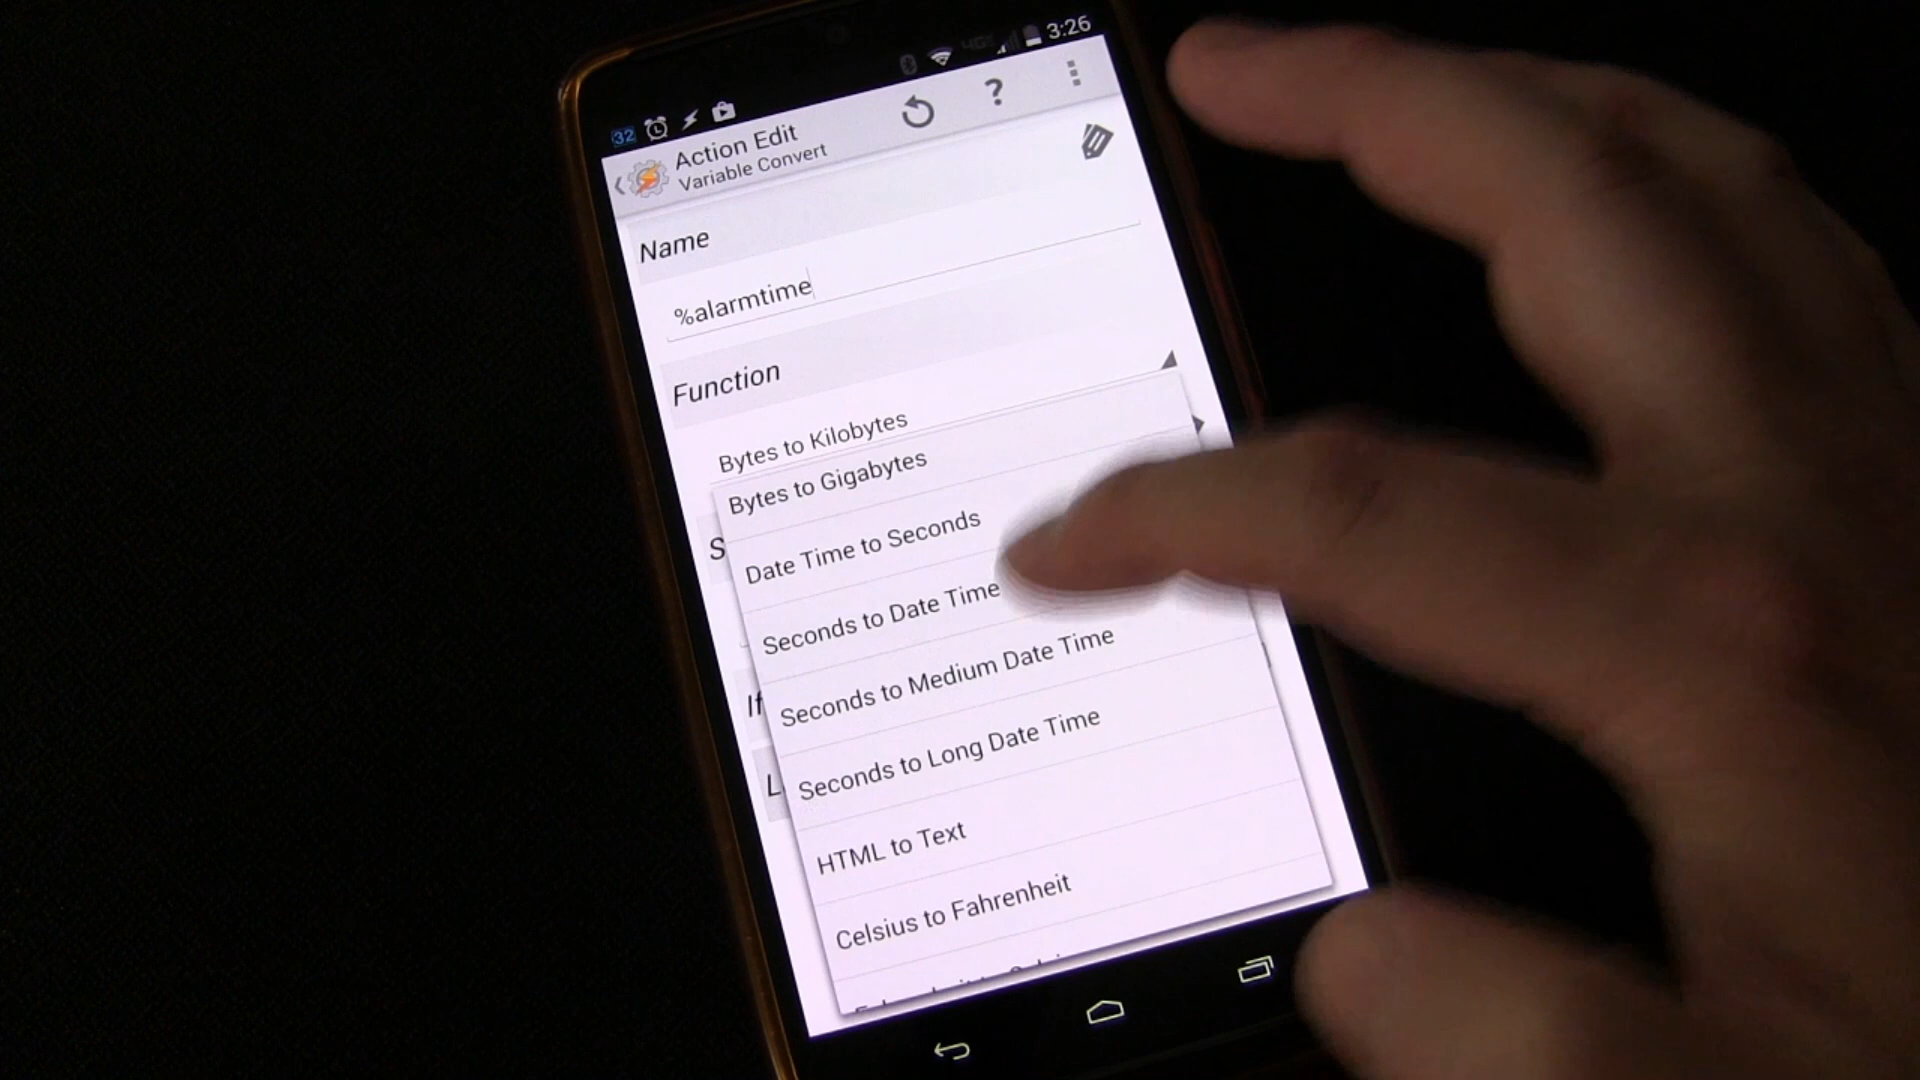 3:26
32
Action Edit
Variable Convert
?
Name
%alarmtime
Function
Bytes to Kilobytes
Bytes to Gigabytes
Date Time to Seconds
Seconds to Date Time
Seconds to Medium Date Time
Seconds to Long Date Time
HTML to Text
Celsius to Fahrenheit